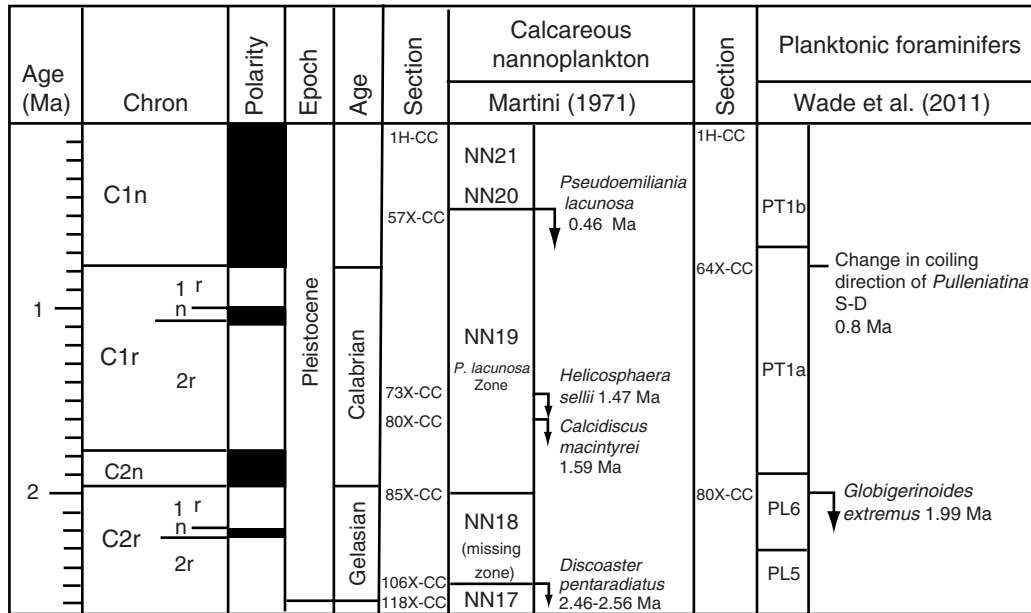 Age
(Ma)
Chron
Polarity
Epoch
Age
Section
Calcareous
nannoplankton
Martini (1971)
Section
Planktonic foraminifers
Wade et al. (2011)
1
2
C1n
C1r
1 r
n
2r
C2n
C2r
1 r
n
2r
Pleistocene
Calabrian
Gelasian
1H-CC
57X-CC
73X-CC
80X-CC
85X-CC
106X-CC
118X-CC
NN21
NN20
NN19
P. lacunosa
Zone
NN18
(missing
zone)
NN17
Pseudoemiliania
lacunosa
0.46 Ma
Helicosphaera
sellii 1.47 Ma
Calcidiscus
macintyrei
1.59 Ma
Discoaster
pentaradiatus
2.46-2.56 Ma
1H-CC
64X-CC
80X-CC
PT1b
PT1a
PL6
PL5
Change in coiling
direction of Pulleniatina
S-D
0.8 Ma
Globigerinoides
extremus 1.99 Ma